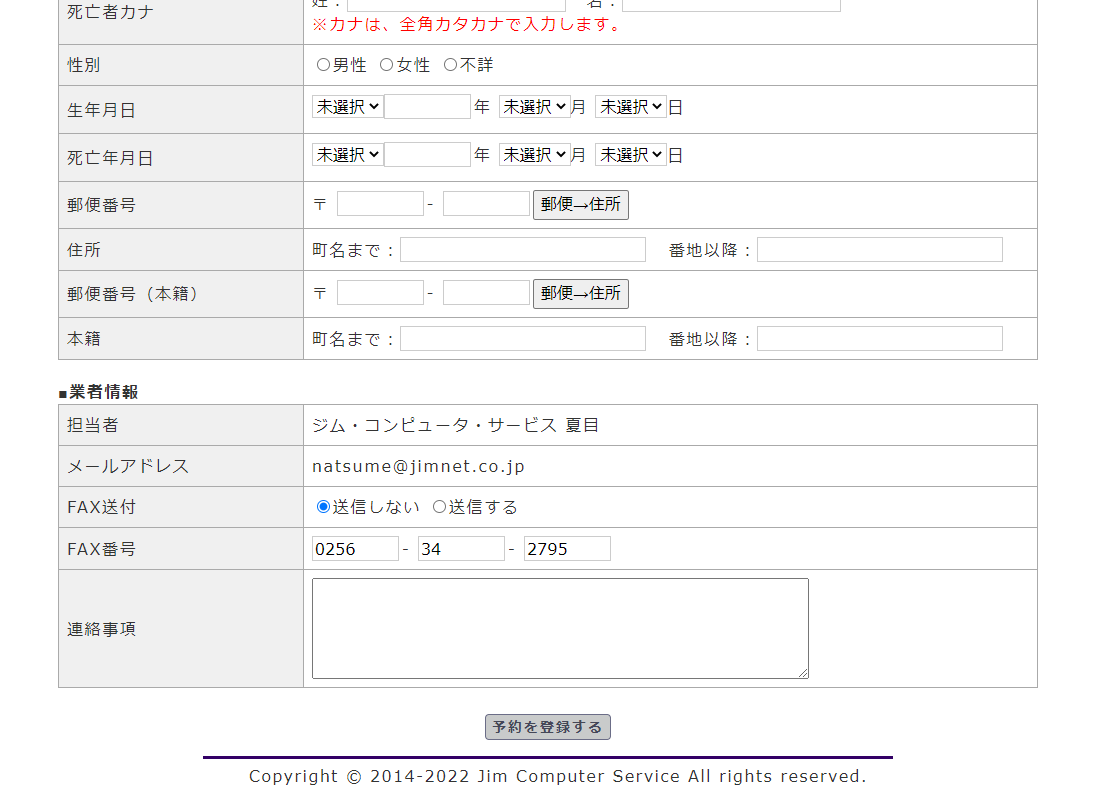 死亡者カナ 姓： 名：
※カナは、全角カタカナで入力します。
性別 男性 女性 不詳
生年月日 未選択 年 未選択 月 未選択 日
死亡年月日 未選択 年 未選択 月 未選択 日
郵便番号 〒 - 郵便→住所
住所 町名まで： 番地以降：
郵便番号（本籍） 〒 - 郵便→住所
本籍 町名まで： 番地以降：
■業者情報
担当者 ジム・コンピュータ・サービス 夏目
メールアドレス natsume@jimnet.co.jp
FAX送付 送信しない 送信する
FAX番号 0256 - 34 - 2795
連絡事項
予約を登録する
Copyright © 2014-2022 Jim Computer Service All rights reserved.